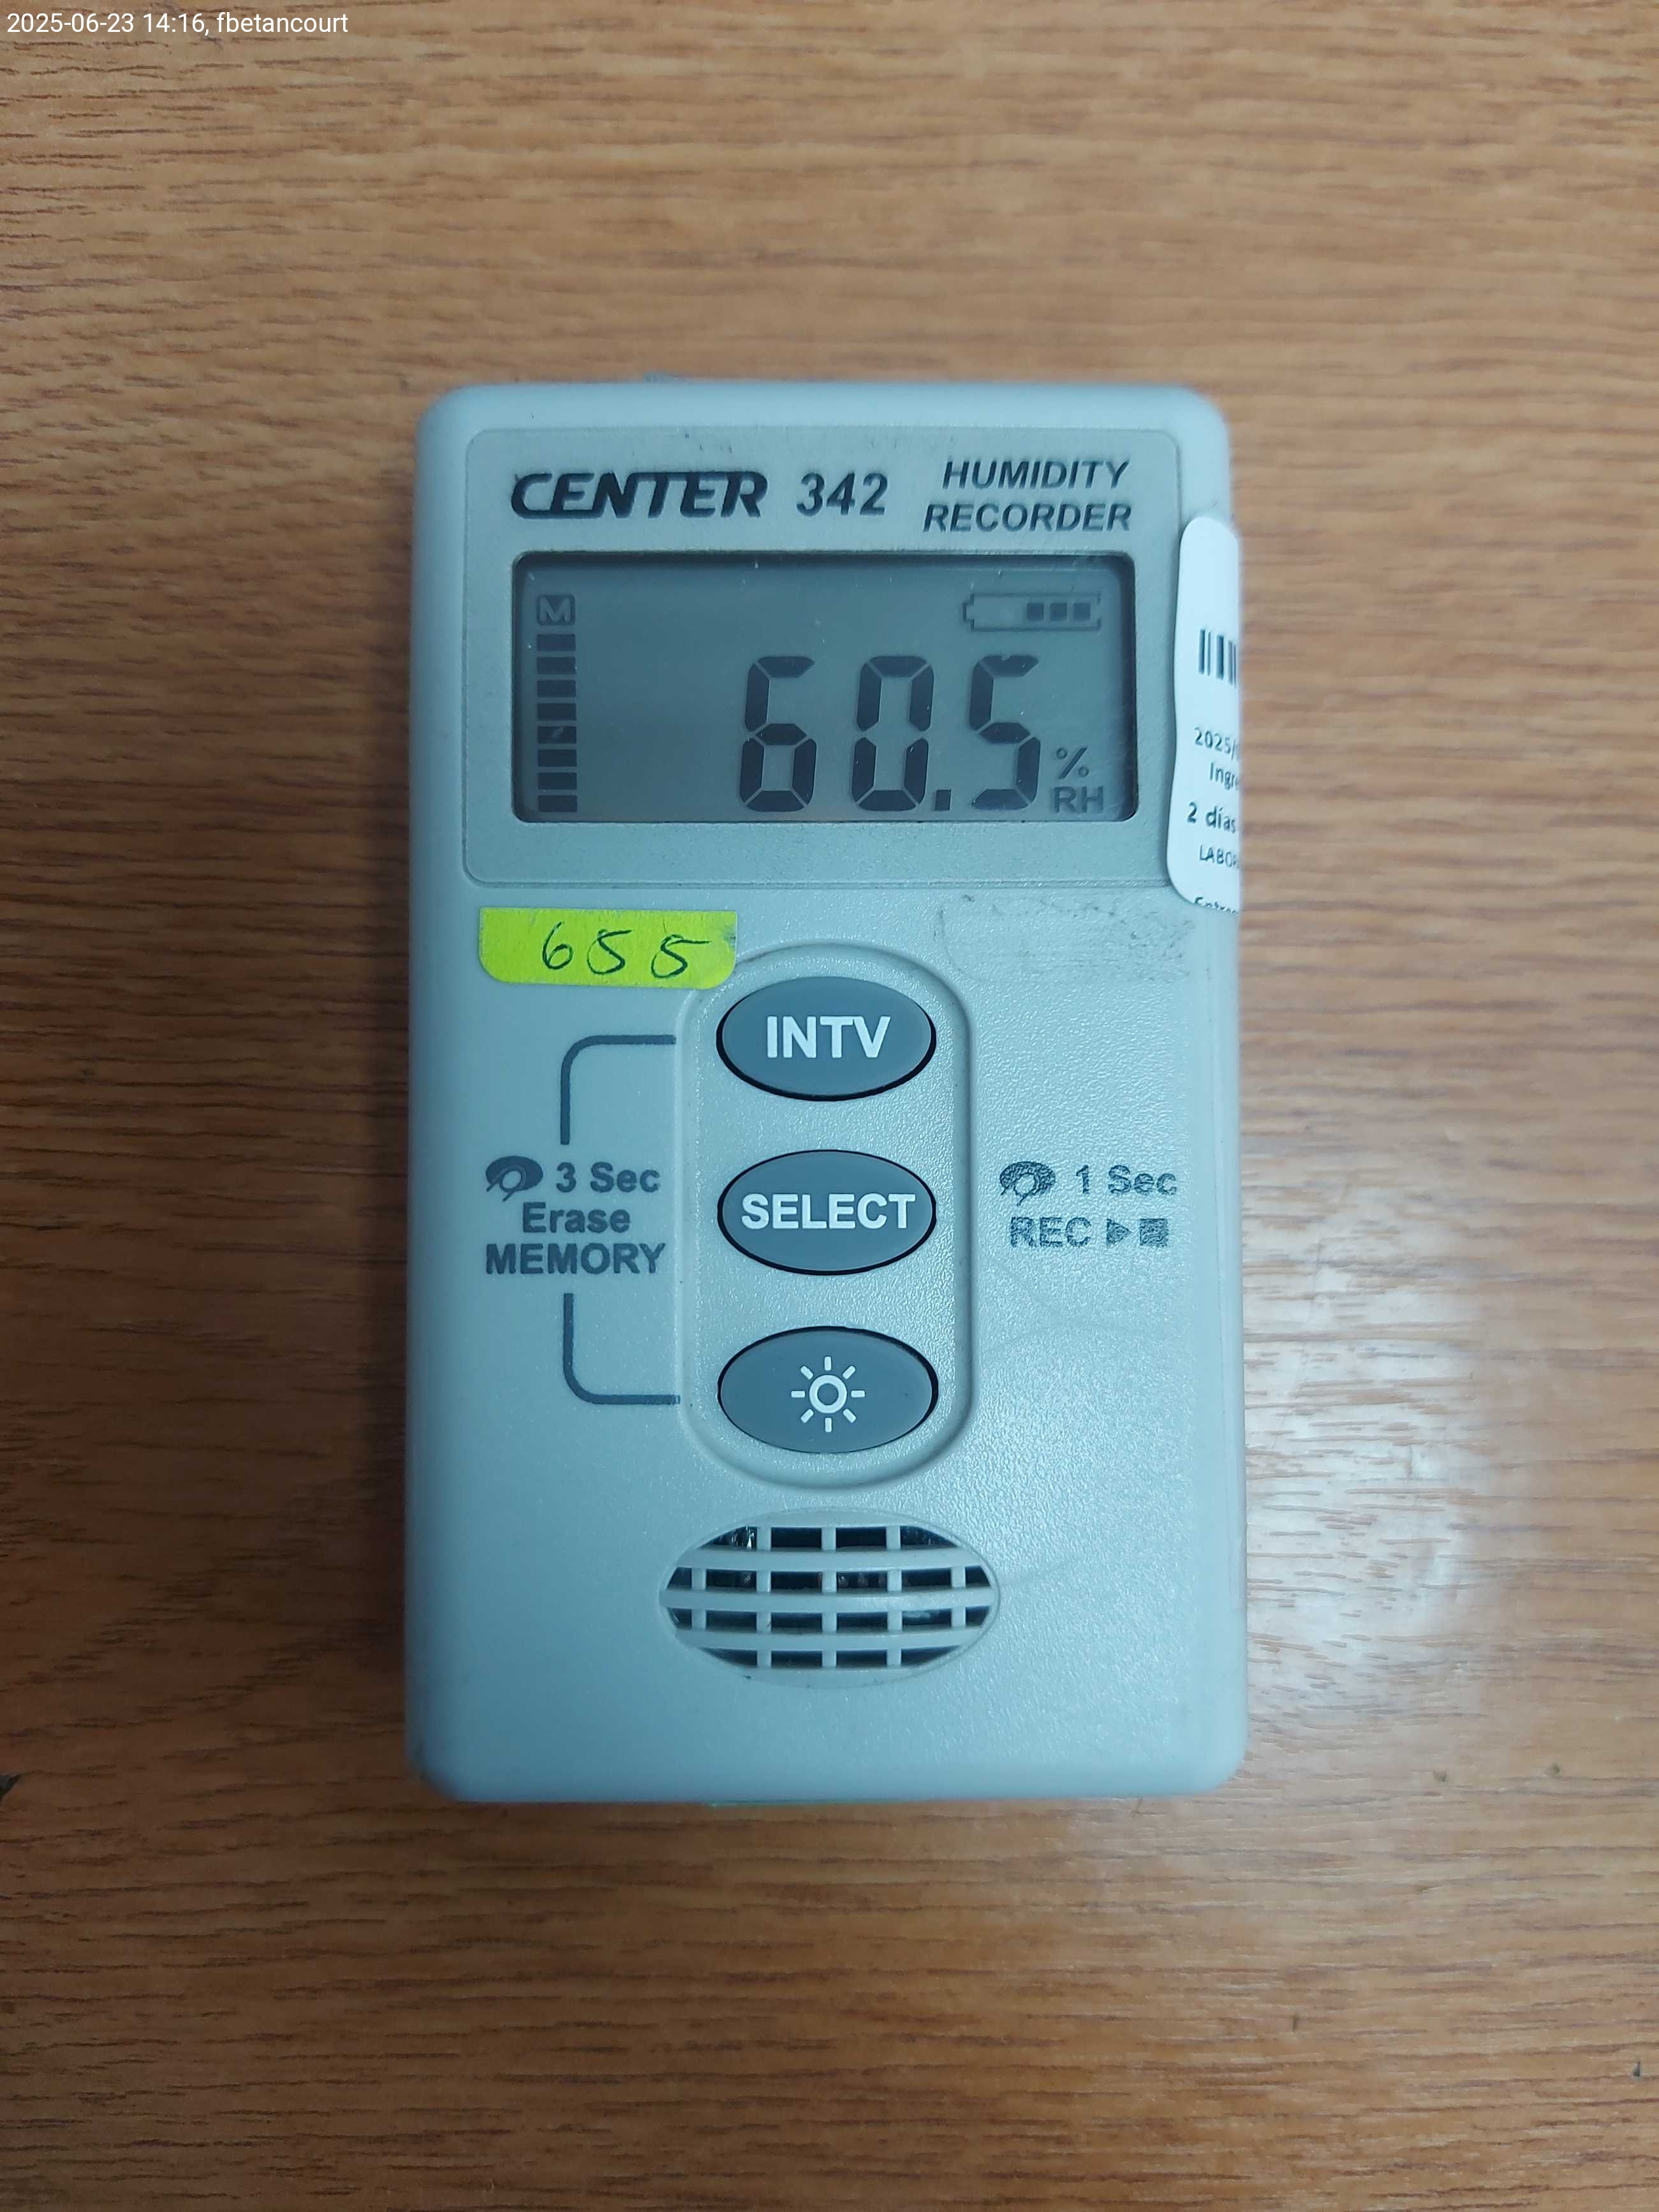 2025-06-23 14:16, fbetancourt
CENTER 342
HUMIDITY
RECORDER
M
60.5
%
RH
2025/
2 días
655
INTV
3 Sec
Erase
MEMORY
SELECT
1 Sec
REC